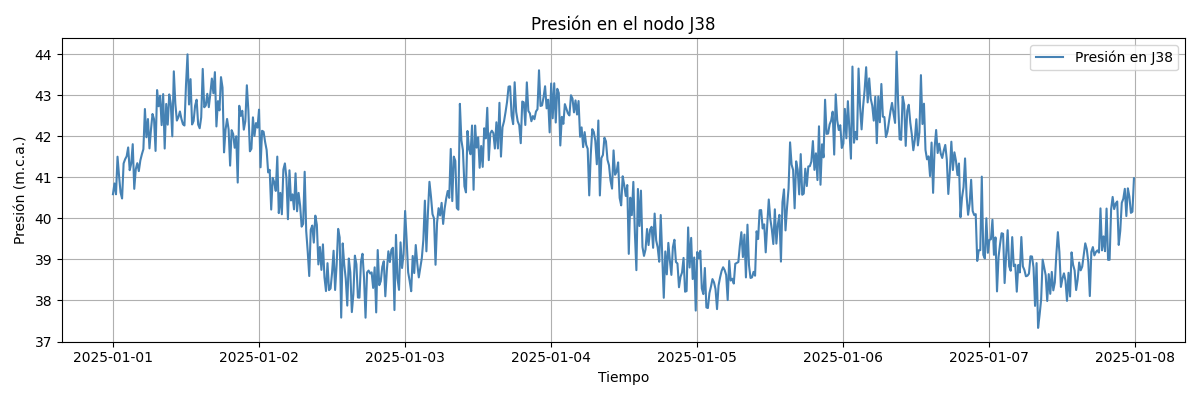 Presión en el nodo J38
Presión en J38
Presión (m.c.a.)
44
43
42
41
40
39
38
37
2025-01-01 2025-01-02 2025-01-03 2025-01-04 2025-01-05 2025-01-06 2025-01-07 2025-01-08
Tiempo